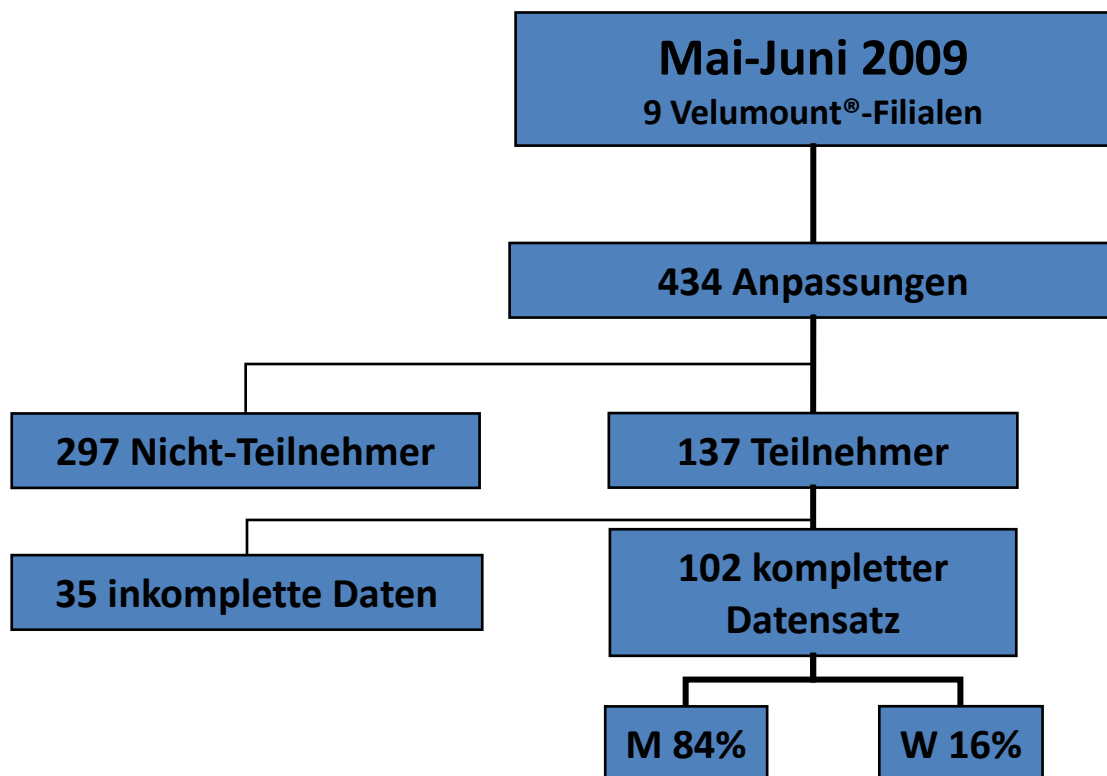 Mai-Juni 2009
9 Velumount®-Filialen
434 Anpassungen
297 Nicht-Teilnehmer
137 Teilnehmer
35 inkomplette Daten
102 kompletter
Datensatz
M 84%
W 16%